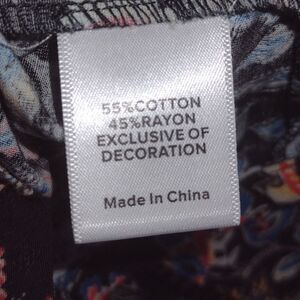 55%COTTON
45%RAYON
EXCLUSIVE OF
DECORATION
Made In China